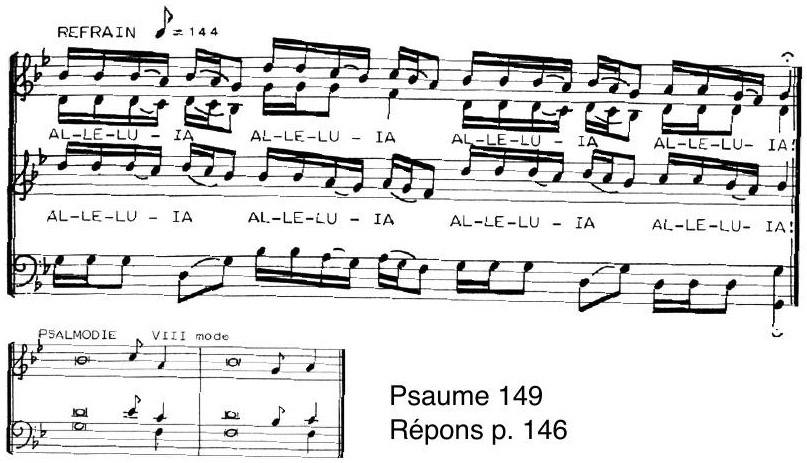 REFRAIN ♪ = 144
AL-LE-LU - IA AL-LE-LU - IA AL-LE-LU - IA AL-LE-LU- IA!
AL-LE-LU - IA AL-LE-LU - IA AL-LE-LU - IA AL-LE-LU- IA!
PSALMODIE VIII mode
Psaume 149
Répons p. 146